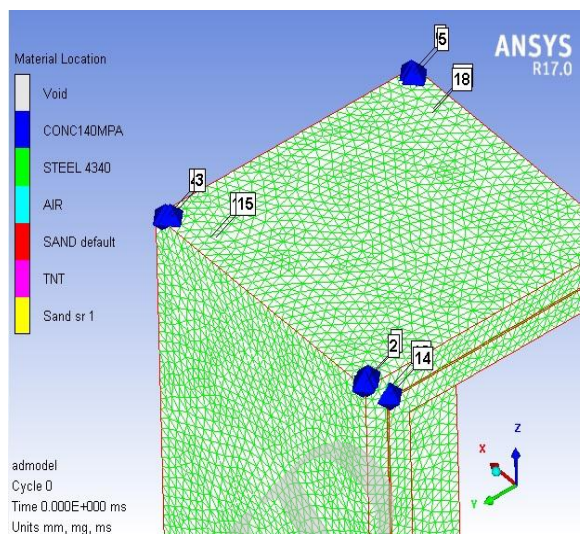 ANSYS
R17.0
Material Location
Void
CONC140MPA
STEEL 4340
AIR
SAND default
TNT
Sand sr 1
5
18
3
15
2
14
Z
X
Y
admodel
Cycle 0
Time 0.000E+000 ms
Units mm, mg, ms